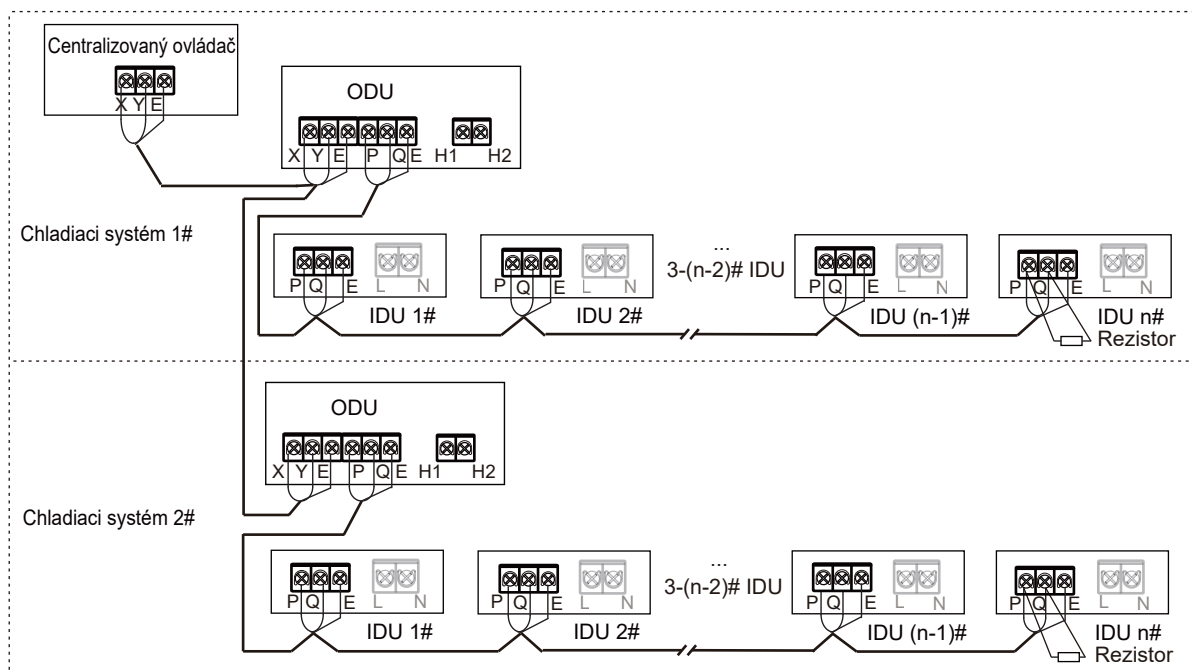 Centralizovaný ovládač
X Y E
ODU
X Y E P Q E H1 H2
Chladiaci systém 1#
P Q E L N
IDU 1#
P Q E L N
IDU 2#
...
3-(n-2)# IDU
P Q E L N
IDU (n-1)#
P Q E L N
IDU n#
Rezistor
ODU
X Y E P Q E H1 H2
Chladiaci systém 2#
P Q E L N
IDU 1#
P Q E L N
IDU 2#
...
3-(n-2)# IDU
P Q E L N
IDU (n-1)#
P Q E L N
IDU n#
Rezistor